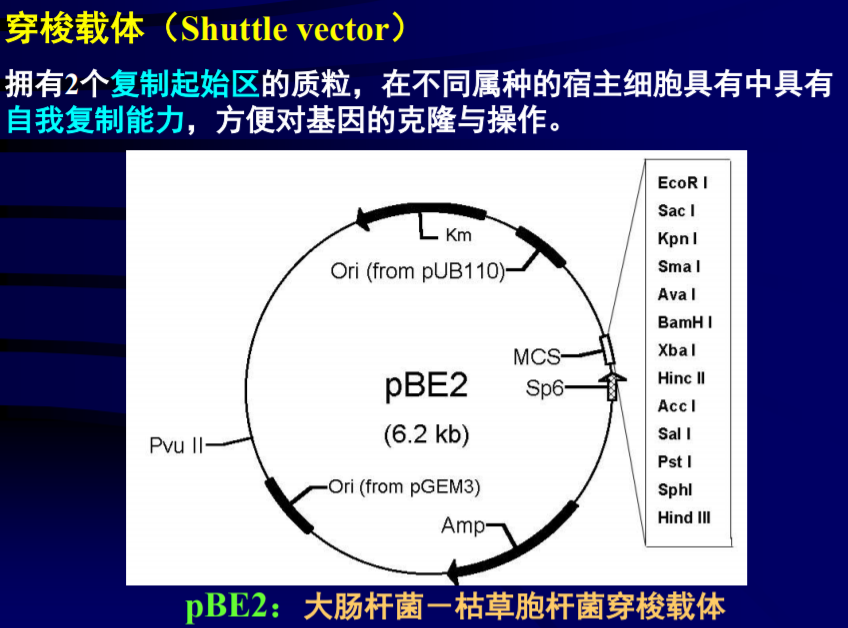 穿梭载体（Shuttle vector）
拥有2个复制起始区的质粒，在不同属种的宿主细胞具有中具有
自我复制能力，方便对基因的克隆与操作。
Km
Ori (from pUB110)
MCS
Sp6
pBE2
(6.2 kb)
Pvu II
Ori (from pGEM3)
Amp
EcoR I
Sac I
Kpn I
Sma I
Ava I
BamH I
Xba I
Hinc II
Acc I
Sal I
Pst I
SphI
Hind III
pBE2：大肠杆菌－枯草胞杆菌穿梭载体